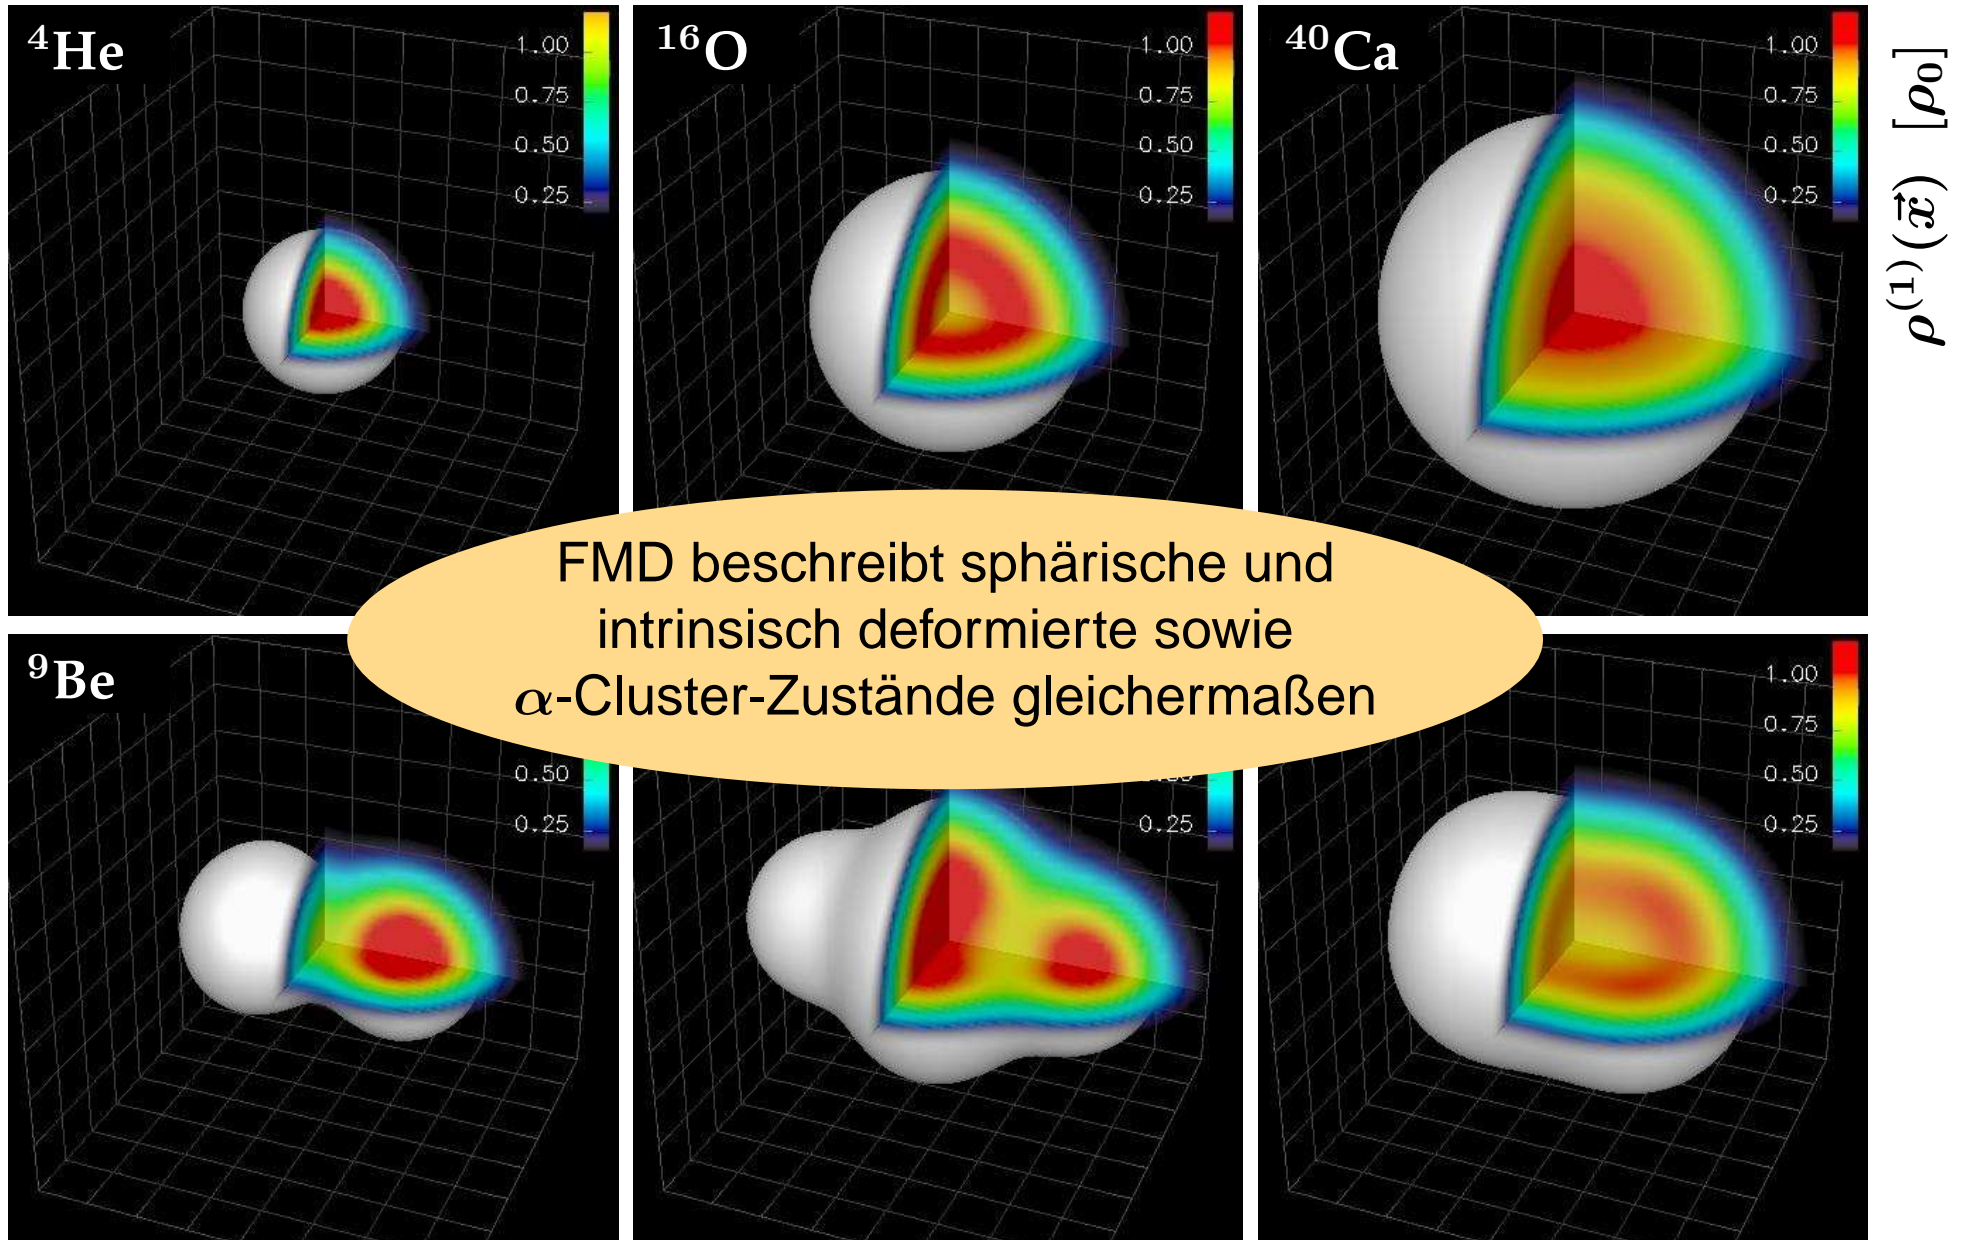 ⁴He
1.00
0.75
0.50
0.25
¹⁶O
1.00
0.75
0.50
0.25
⁴⁰Ca
1.00
0.75
0.50
0.25
ρ⁽¹⁾(x⃗) [ρ₀]
FMD beschreibt sphärische und
intrinsisch deformierte sowie
α-Cluster-Zustände gleichermaßen
⁹Be
0.50
0.25
0.25
1.00
0.75
0.50
0.25